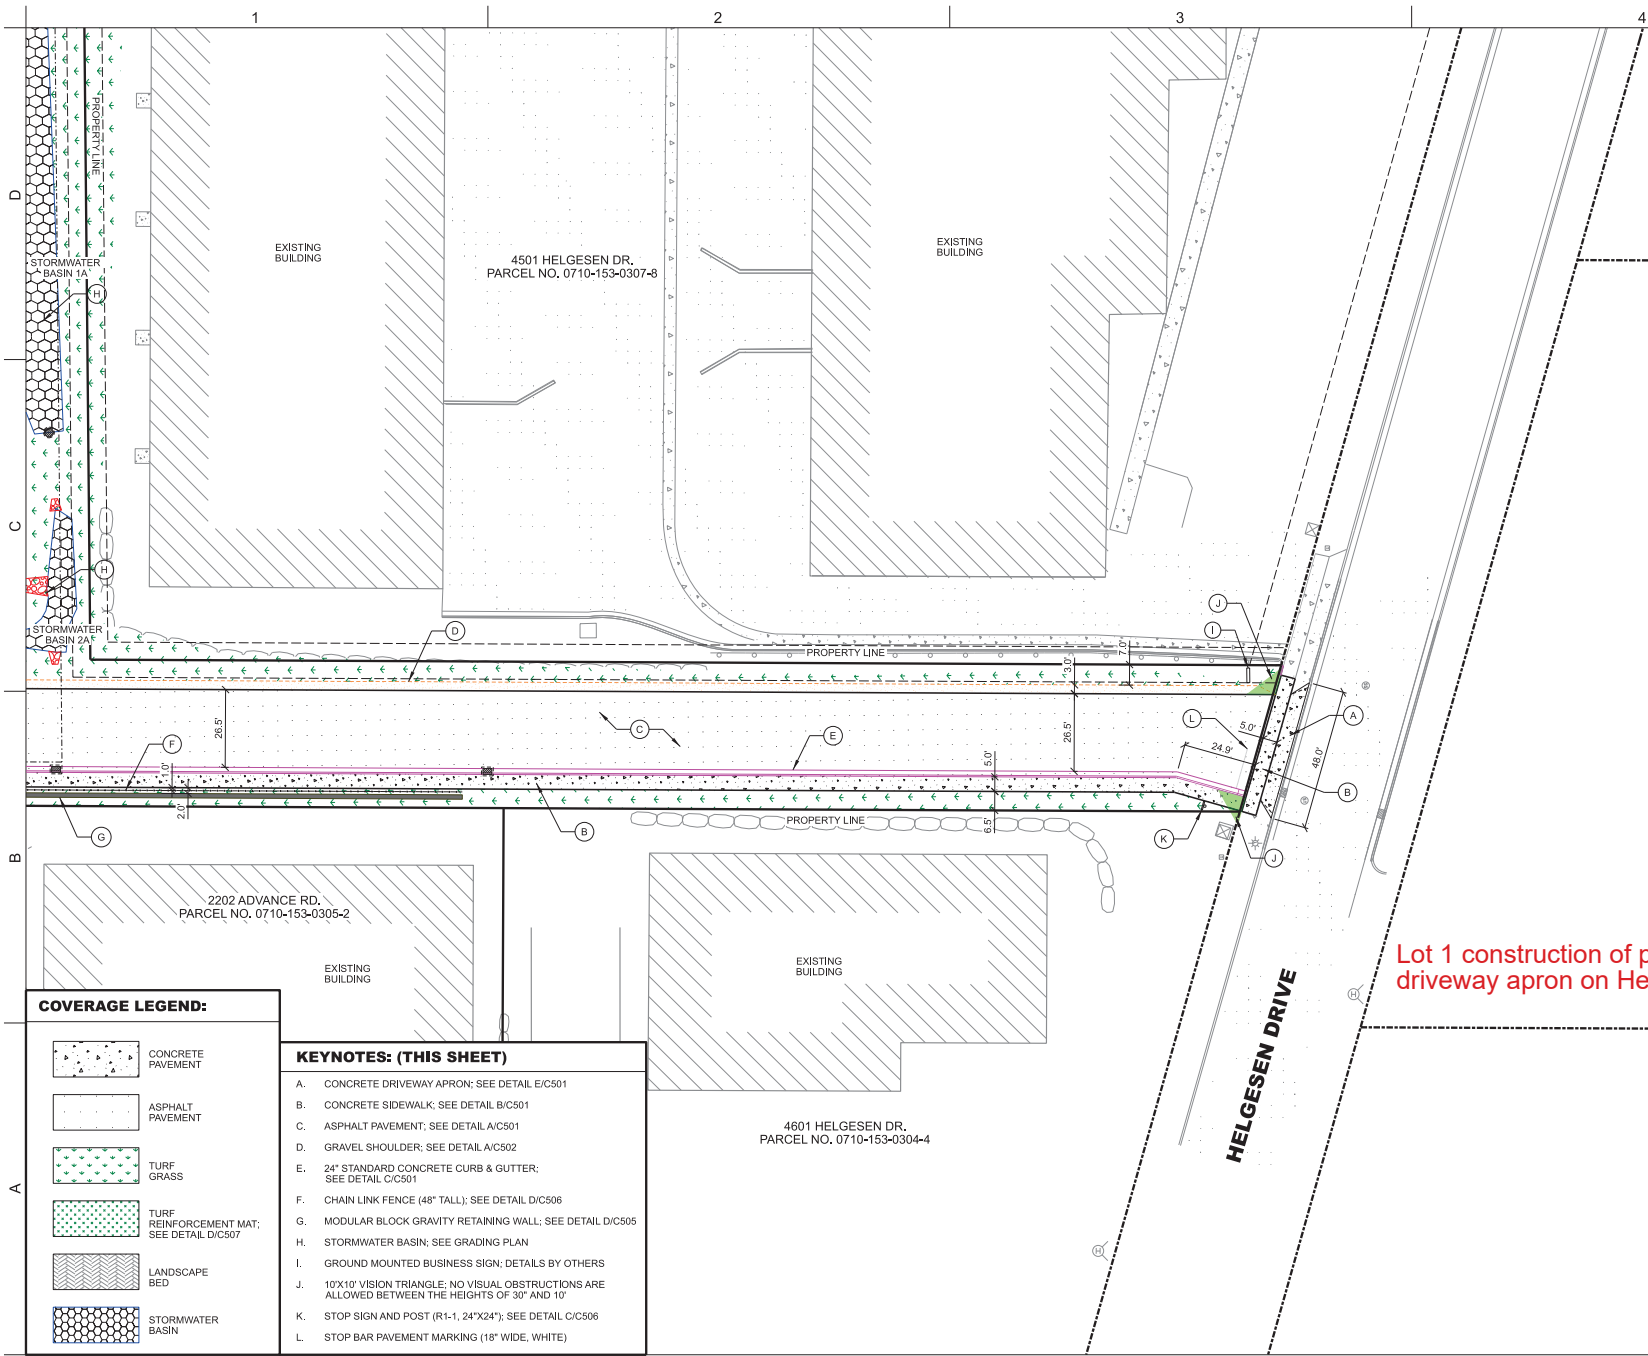 1
2
3
4
D
C
B
A
PROPERTY LINE
STORMWATER
BASIN 1A
H
EXISTING
BUILDING
4501 HELGESEN DR.
PARCEL NO. 0710-153-0307-8
EXISTING
BUILDING
H
STORMWATER
BASIN 2A
D
PROPERTY LINE
3.0'
7.0'
J
I
26.5'
C
E
26.5'
L
5.0'
24.9'
48.0'
A
F
1.0'
2.0'
5.0'
6.5'
B
G
B
PROPERTY LINE
K
J
2202 ADVANCE RD.
PARCEL NO. 0710-153-0305-2
EXISTING
BUILDING
EXISTING
BUILDING
4601 HELGESEN DR.
PARCEL NO. 0710-153-0304-4
HELGESEN DRIVE
H
H
Lot 1 construction of p
driveway apron on He
COVERAGE LEGEND:
CONCRETE
PAVEMENT
ASPHALT
PAVEMENT
TURF
GRASS
TURF
REINFORCEMENT MAT;
SEE DETAIL D/C507
LANDSCAPE
BED
STORMWATER
BASIN
KEYNOTES: (THIS SHEET)
A. CONCRETE DRIVEWAY APRON; SEE DETAIL E/C501
B. CONCRETE SIDEWALK; SEE DETAIL B/C501
C. ASPHALT PAVEMENT; SEE DETAIL A/C501
D. GRAVEL SHOULDER; SEE DETAIL A/C502
E. 24" STANDARD CONCRETE CURB & GUTTER;
SEE DETAIL C/C501
F. CHAIN LINK FENCE (48" TALL); SEE DETAIL D/C506
G. MODULAR BLOCK GRAVITY RETAINING WALL; SEE DETAIL D/C505
H. STORMWATER BASIN; SEE GRADING PLAN
I. GROUND MOUNTED BUSINESS SIGN; DETAILS BY OTHERS
J. 10'X10' VISION TRIANGLE; NO VISUAL OBSTRUCTIONS ARE
ALLOWED BETWEEN THE HEIGHTS OF 30" AND 10'
K. STOP SIGN AND POST (R1-1, 24"X24"); SEE DETAIL C/C506
L. STOP BAR PAVEMENT MARKING (18" WIDE, WHITE)